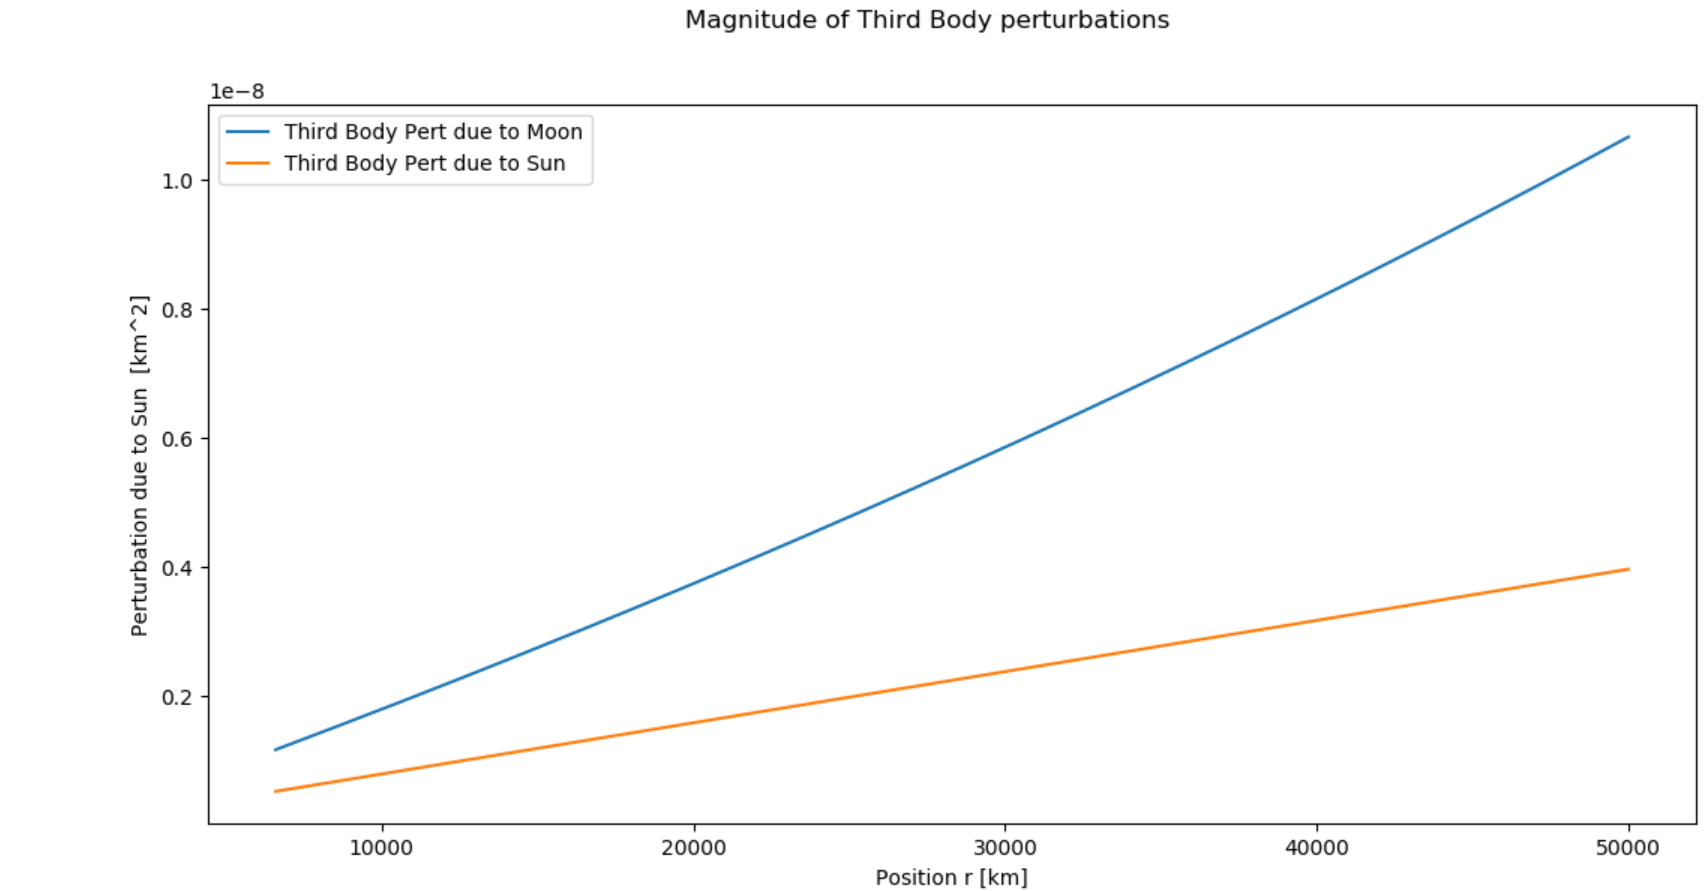 Magnitude of Third Body perturbations
1e−8
Third Body Pert due to Moon
Third Body Pert due to Sun
1.0
0.8
0.6
0.4
0.2
Perturbation due to Sun  [km^2]
10000
20000
30000
40000
50000
Position r [km]